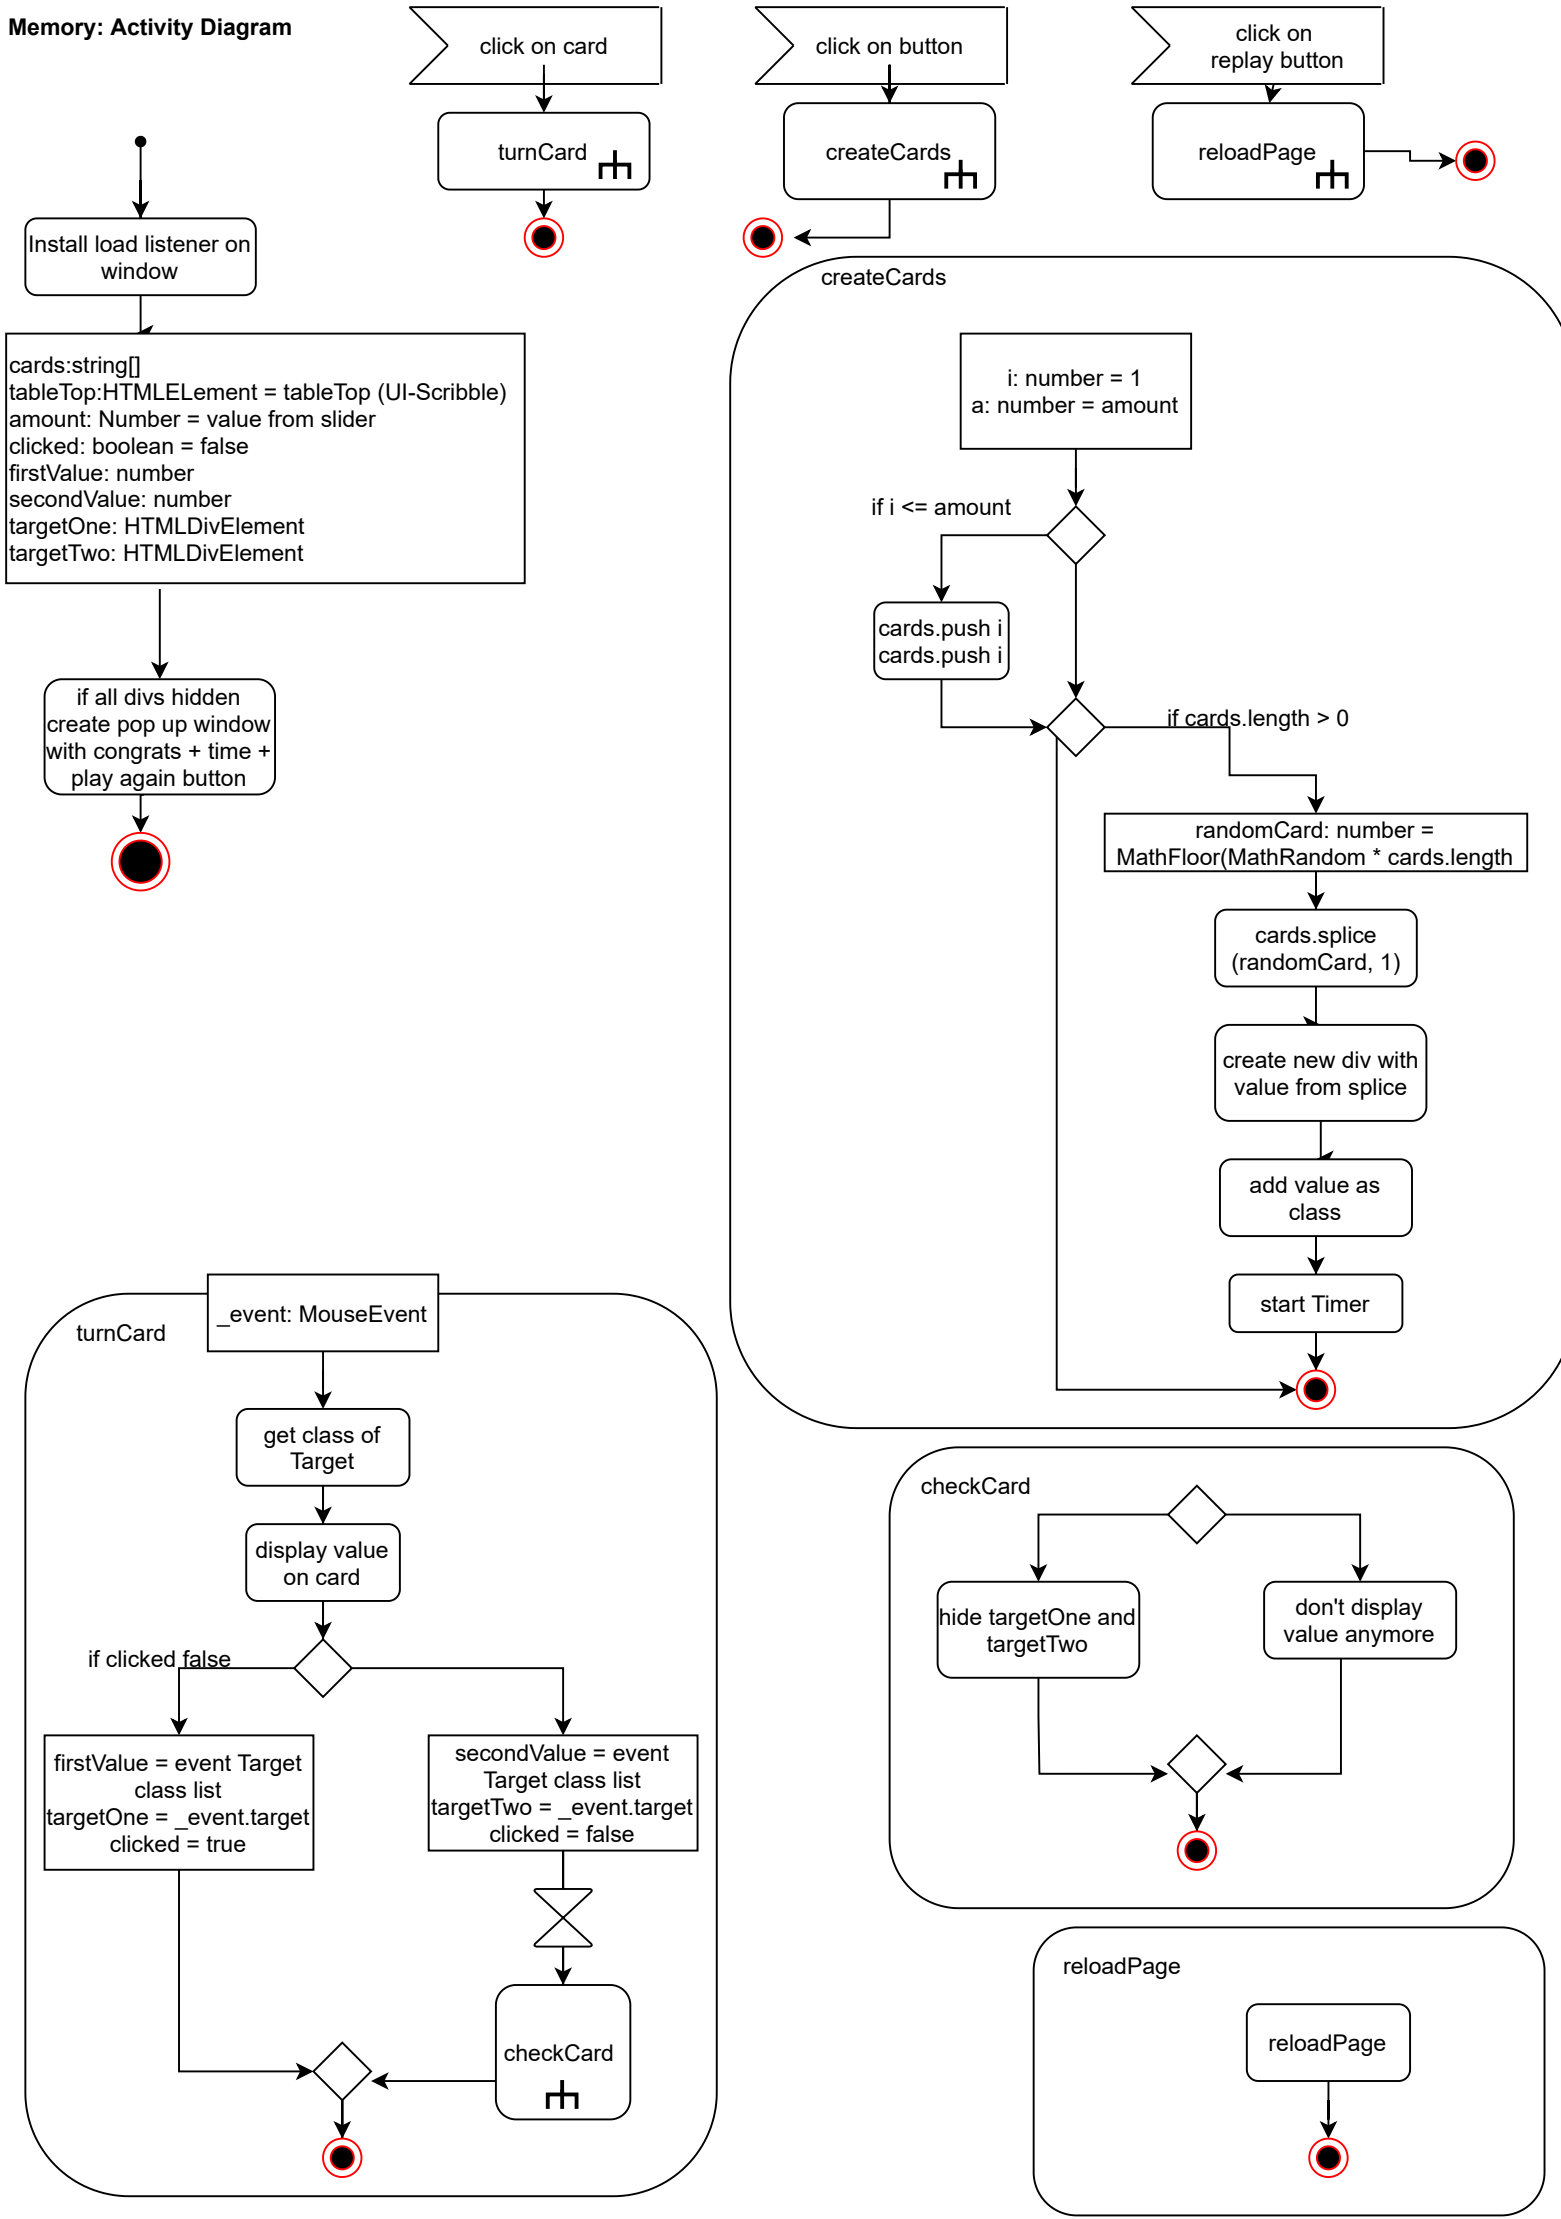 Memory: Activity Diagram
click on card
click on button
click on
replay button
turnCard
createCards
reloadPage
Install load listener on
window
cards:string[]
tableTop:HTMLELement = tableTop (UI-Scribble)
amount: Number = value from slider
clicked: boolean = false
firstValue: number
secondValue: number
targetOne: HTMLDivElement
targetTwo: HTMLDivElement
if all divs hidden
create pop up window
with congrats + time +
play again button
createCards
i: number = 1
a: number = amount
if i <= amount
cards.push i
cards.push i
if cards.length > 0
randomCard: number =
MathFloor(MathRandom * cards.length
cards.splice
(randomCard, 1)
create new div with
value from splice
add value as
class
start Timer
turnCard
_event: MouseEvent
get class of
Target
display value
on card
if clicked false
firstValue = event Target
class list
targetOne = _event.target
clicked = true
secondValue = event
Target class list
targetTwo = _event.target
clicked = false
checkCard
checkCard
hide targetOne and
targetTwo
don't display
value anymore
reloadPage
reloadPage